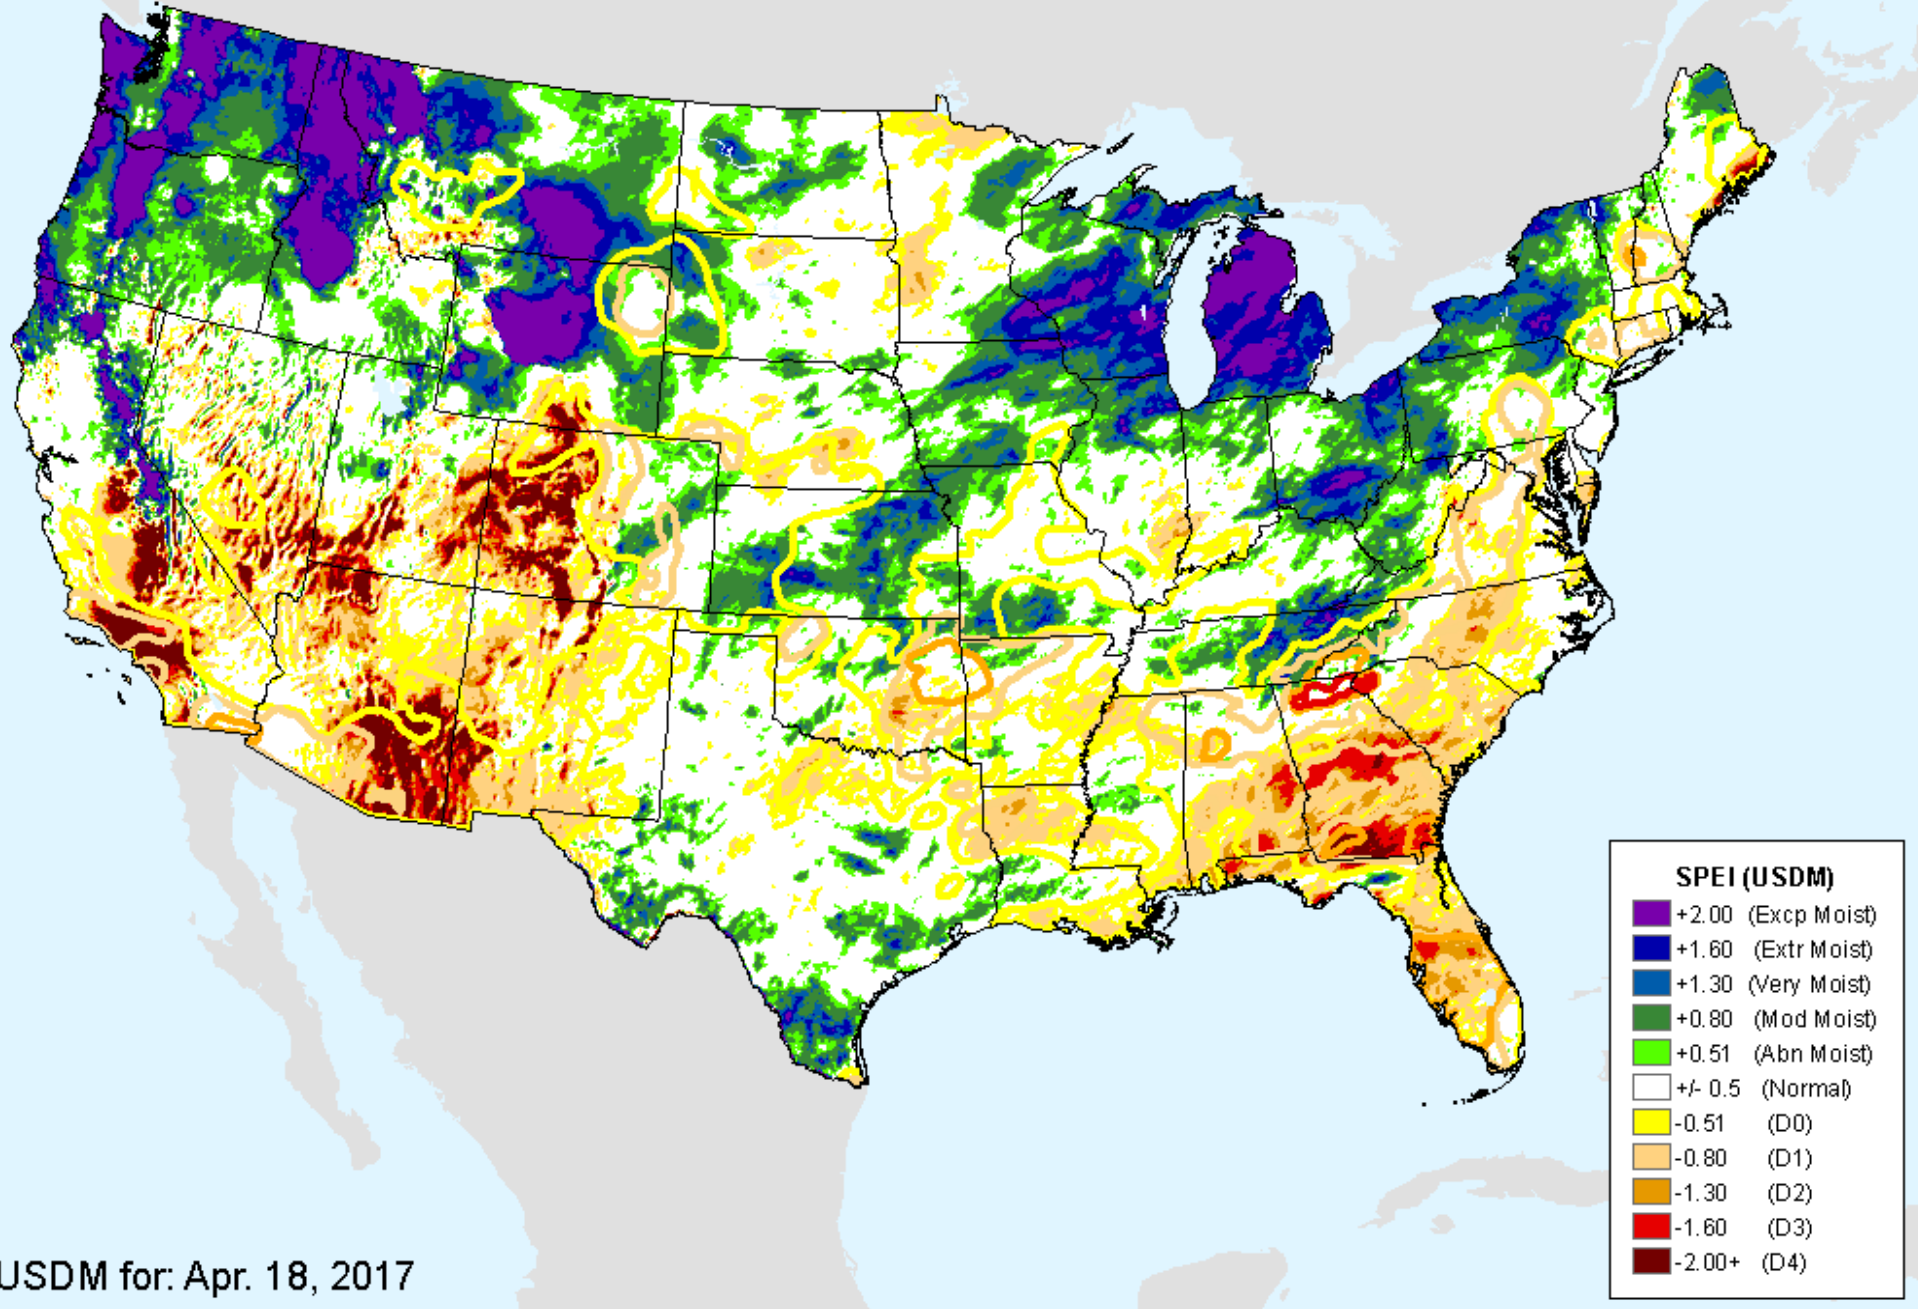 SPEI (USDM)
+2.00 (Excp Moist)
+1.60 (Extr Moist)
+1.30 (Very Moist)
+0.80 (Mod Moist)
+0.51 (Abn Moist)
+/- 0.5 (Normal)
-0.51 (D0)
-0.80 (D1)
-1.30 (D2)
-1.60 (D3)
-2.00+ (D4)
USDM for: Apr. 18, 2017